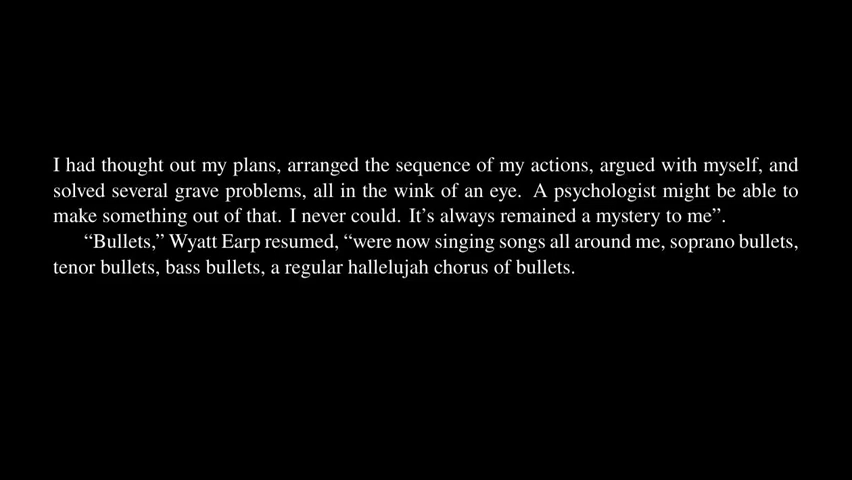 I had thought out my plans, arranged the sequence of my actions, argued with myself, and
solved several grave problems, all in the wink of an eye. A psychologist might be able to
make something out of that. I never could. It’s always remained a mystery to me”.
“Bullets,” Wyatt Earp resumed, “were now singing songs all around me, soprano bullets,
tenor bullets, bass bullets, a regular hallelujah chorus of bullets.